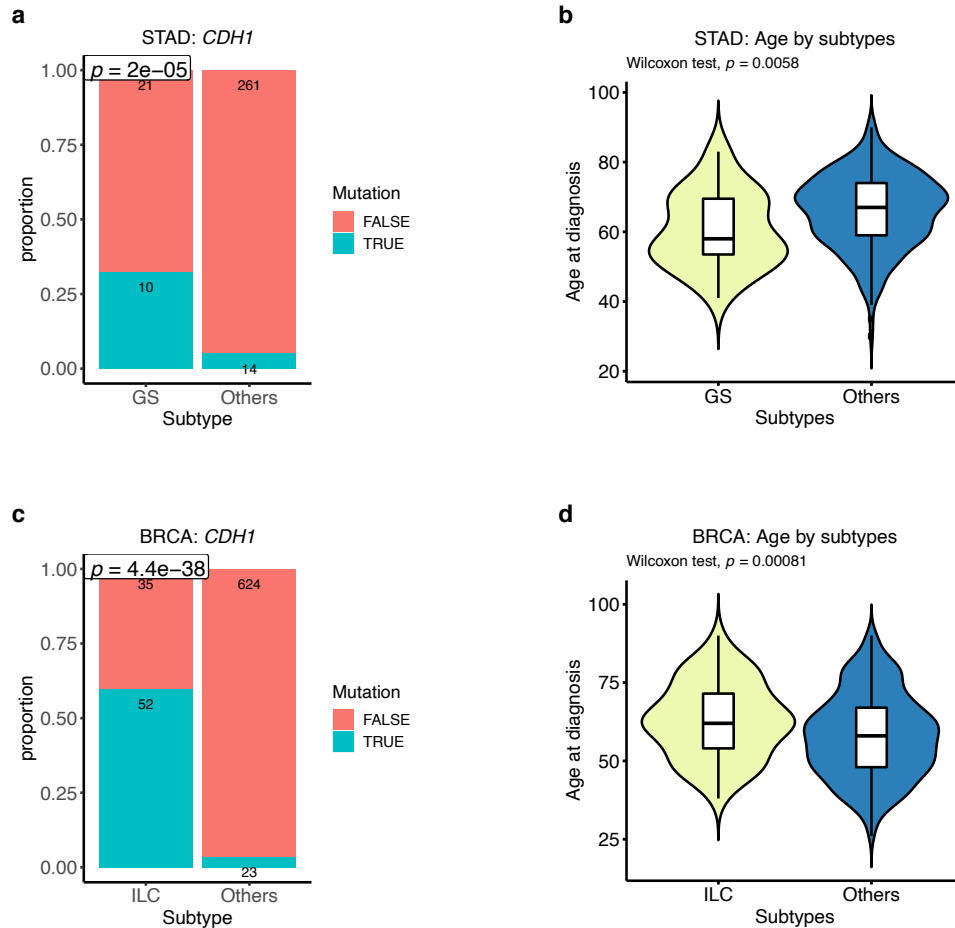 a
STAD: CDH1
p = 2e−05
1.00
0.75
0.50
0.25
0.00
proportion
21
261
10
14
GS
Others
Subtype
Mutation
FALSE
TRUE
b
STAD: Age by subtypes
Wilcoxon test, p = 0.0058
100
80
60
40
20
Age at diagnosis
GS
Others
Subtypes
c
BRCA: CDH1
p = 4.4e−38
1.00
0.75
0.50
0.25
0.00
proportion
35
624
52
23
ILC
Others
Subtype
Mutation
FALSE
TRUE
d
BRCA: Age by subtypes
Wilcoxon test, p = 0.00081
100
75
50
25
Age at diagnosis
ILC
Others
Subtypes